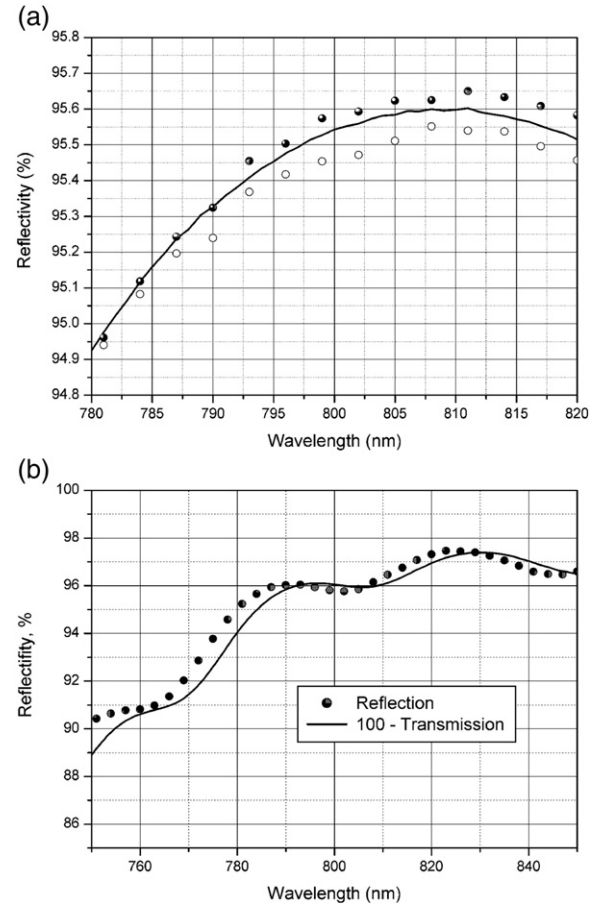 (a)
95.8
95.7
95.6
95.5
95.4
95.3
95.2
95.1
95.0
94.9
94.8
Reflectivity (%)
780 785 790 795 800 805 810 815 820
Wavelength (nm)
(b)
100
98
96
94
92
90
88
86
Reflectifity, %
Reflection
100 - Transmission
760 780 800 820 840
Wavelength (nm)